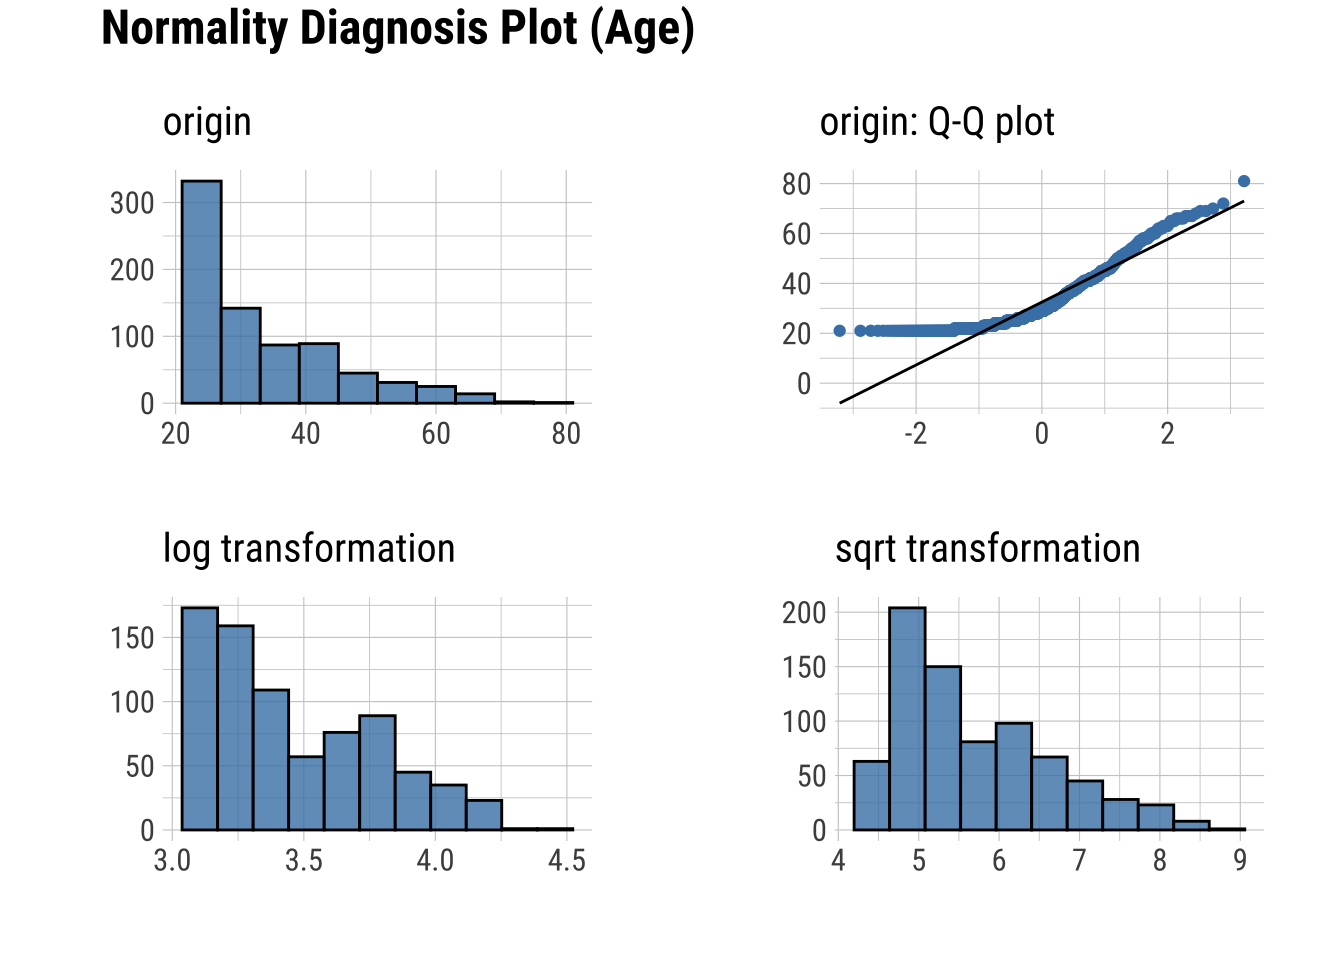 Normality Diagnosis Plot (Age)
origin
300
200
100
0
20 40 60 80
origin: Q-Q plot
80
60
40
20
0
-2 0 2
log transformation
150
100
50
0
3.0 3.5 4.0 4.5
sqrt transformation
200
150
100
50
0
4 5 6 7 8 9